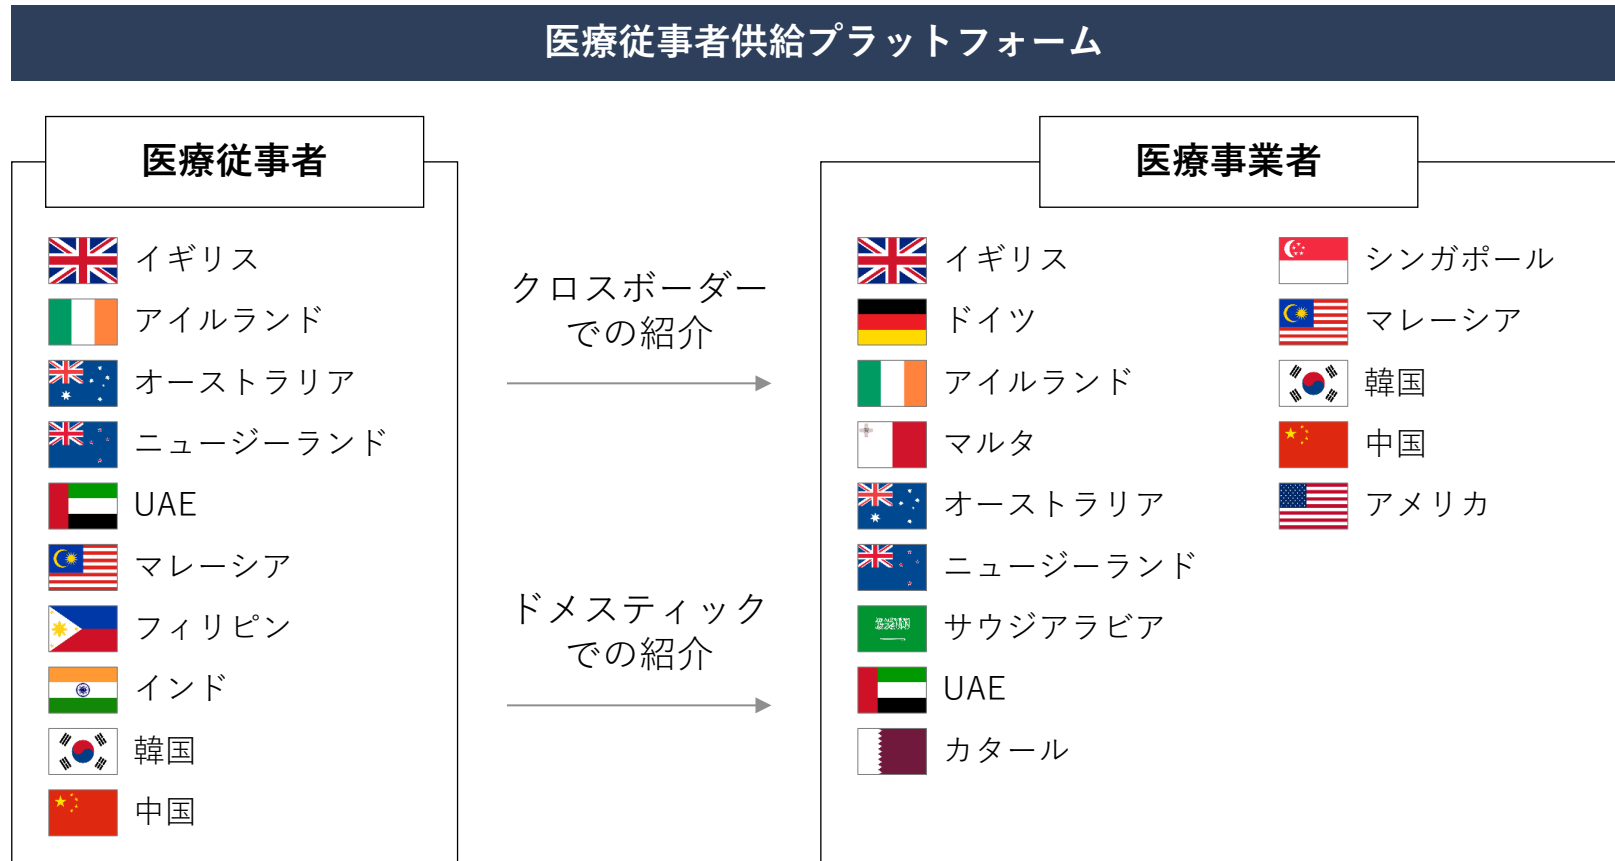 医療従事者供給プラットフォーム
医療従事者
イギリス
アイルランド
オーストラリア
ニュージーランド
UAE
マレーシア
フィリピン
インド
韓国
中国
クロスボーダー
での紹介
ドメスティック
での紹介
医療事業者
イギリス
ドイツ
アイルランド
マルタ
オーストラリア
ニュージーランド
サウジアラビア
UAE
カタール
シンガポール
マレーシア
韓国
中国
アメリカ